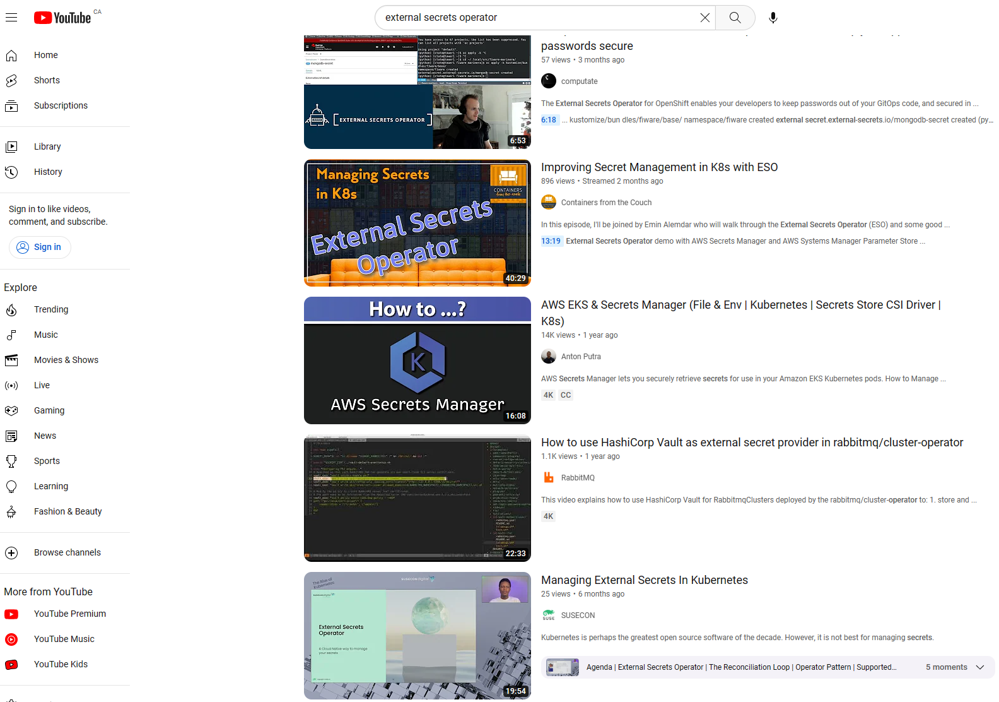 YouTube CA
external secrets operator
Home
Shorts
Subscriptions
Library
History
Sign in to like videos,
comment, and subscribe.
Sign in
Explore
Trending
Music
Movies & Shows
Live
Gaming
News
Sports
Learning
Fashion & Beauty
Browse channels
More from YouTube
YouTube Premium
YouTube Music
YouTube Kids
[ EXTERNAL SECRETS OPERATOR ]
6:53
passwords secure
57 views • 3 months ago
computate
The External Secrets Operator for OpenShift enables your developers to keep passwords out of your GitOps code, and secured in ...
6:18 ... kustomize/bun dles/fiware/base/ namespace/fiware created external secret.external-secrets.io/mongodb-secret created (py...
Managing Secrets
in K8s
CONTAINERS
from the couch
External Secrets
Operator
40:29
Improving Secret Management in K8s with ESO
896 views • Streamed 2 months ago
Containers from the Couch
In this episode, I'll be joined by Emin Alemdar who will walk through the External Secrets Operator (ESO) and some good ...
13:19 External Secrets Operator demo with AWS Secrets Manager and AWS Systems Manager Parameter Store ...
How to ...?
K
AWS Secrets Manager
16:08
AWS EKS & Secrets Manager (File & Env | Kubernetes | Secrets Store CSI Driver |
K8s)
14K views • 1 year ago
Anton Putra
AWS Secrets Manager lets you securely retrieve secrets for use in your Amazon EKS Kubernetes pods. How to Manage ...
4K CC
22:33
How to use HashiCorp Vault as external secret provider in rabbitmq/cluster-operator
1.1K views • 1 year ago
RabbitMQ
This video explains how to use HashiCorp Vault for RabbitmqClusters deployed by the rabbitmq/cluster-operator to: 1. store and ...
4K
The Rise of
Kubernetes
SUSECON digital
External Secrets
Operator
A Cloud Native way to manage
your secrets
19:54
Managing External Secrets In Kubernetes
25 views • 6 months ago
SUSE
SUSECON
Kubernetes is perhaps the greatest open source software of the decade. However, it is not best for managing secrets.
Agenda | External Secrets Operator | The Reconciliation Loop | Operator Pattern | Supported...
5 moments